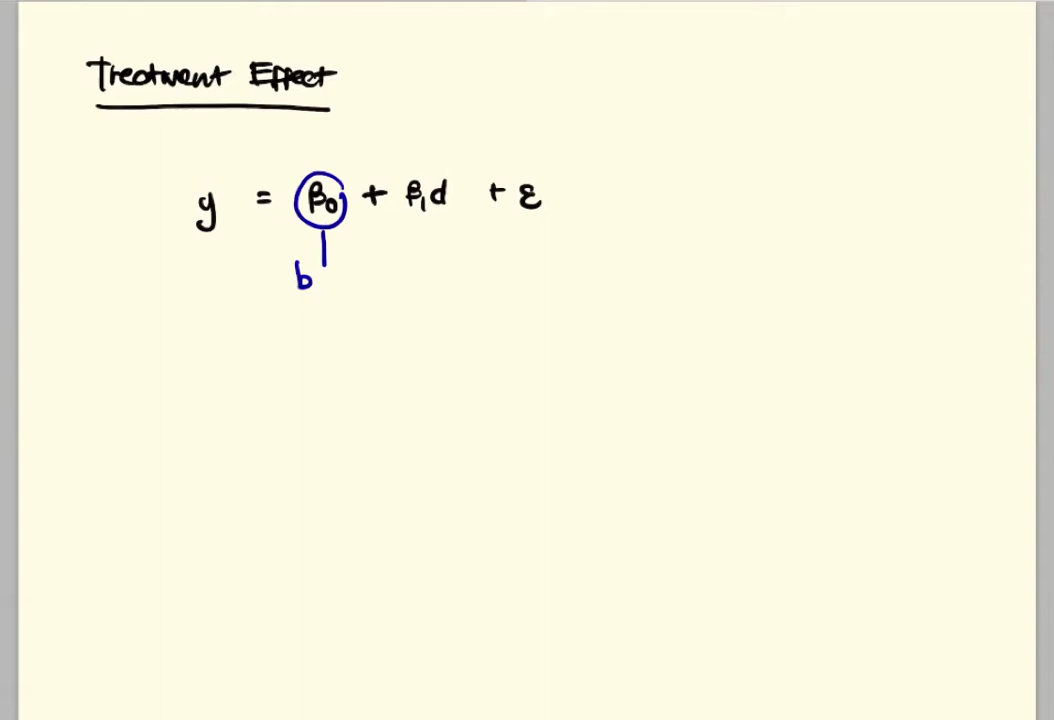 Treatment Effect
y = β₀ + β₁d + ε
b